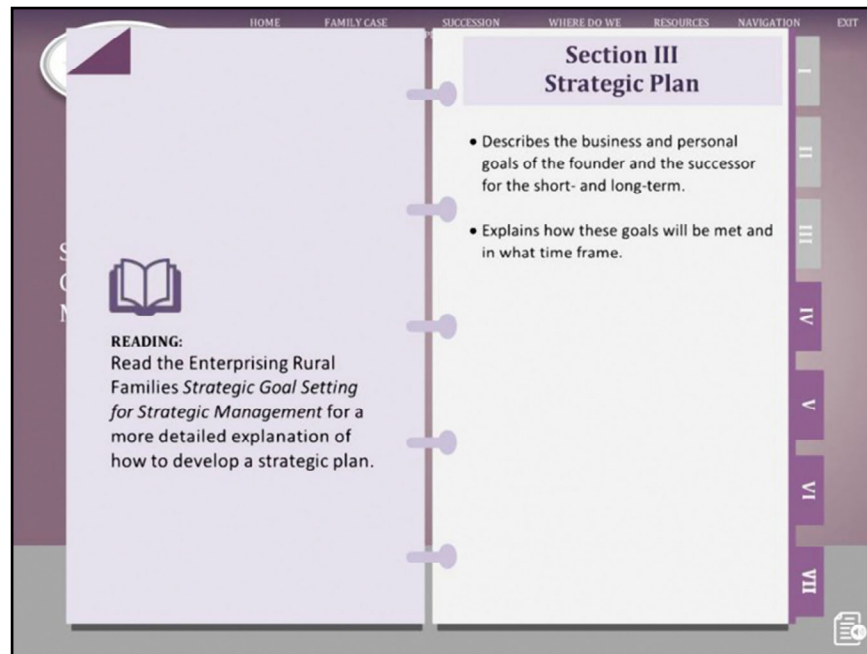 HOME FAMILY CASE SUCCESSION WHERE DO WE RESOURCES NAVIGATION EXIT
READING:
Read the Enterprising Rural
Families Strategic Goal Setting
for Strategic Management for a
more detailed explanation of
how to develop a strategic plan.
Section III
Strategic Plan
• Describes the business and personal
goals of the founder and the successor
for the short- and long-term.
• Explains how these goals will be met and
in what time frame.
I
II
III
IV
V
VI
VII